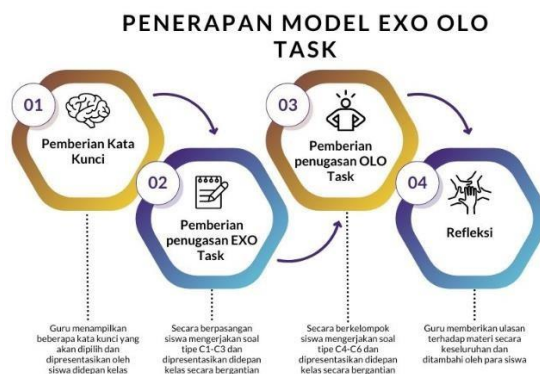 PENERAPAN MODEL EXO OLO
TASK
01
Pemberian Kata
Kunci
02
Pemberian
penugasan EXO
Task
03
Pemberian
penugasan OLO
Task
04
Refleksi
Guru menampilkan
beberapa kata kunci yang
akan dipilih dan
dipresentasikan oleh
siswa didepan kelas
Secara berpasangan
siswa mengerjakan soal
tipe C1-C3 dan
dipresentasikan didepan
kelas secara bergantian
Secara berkelompok
siswa mengerjakan soal
tipe C4-C6 dan
dipresentasikan didepan
kelas secara bergantian
Guru memberikan ulasan
terhadap materi secara
keseluruhan dan
ditambahi oleh para siswa